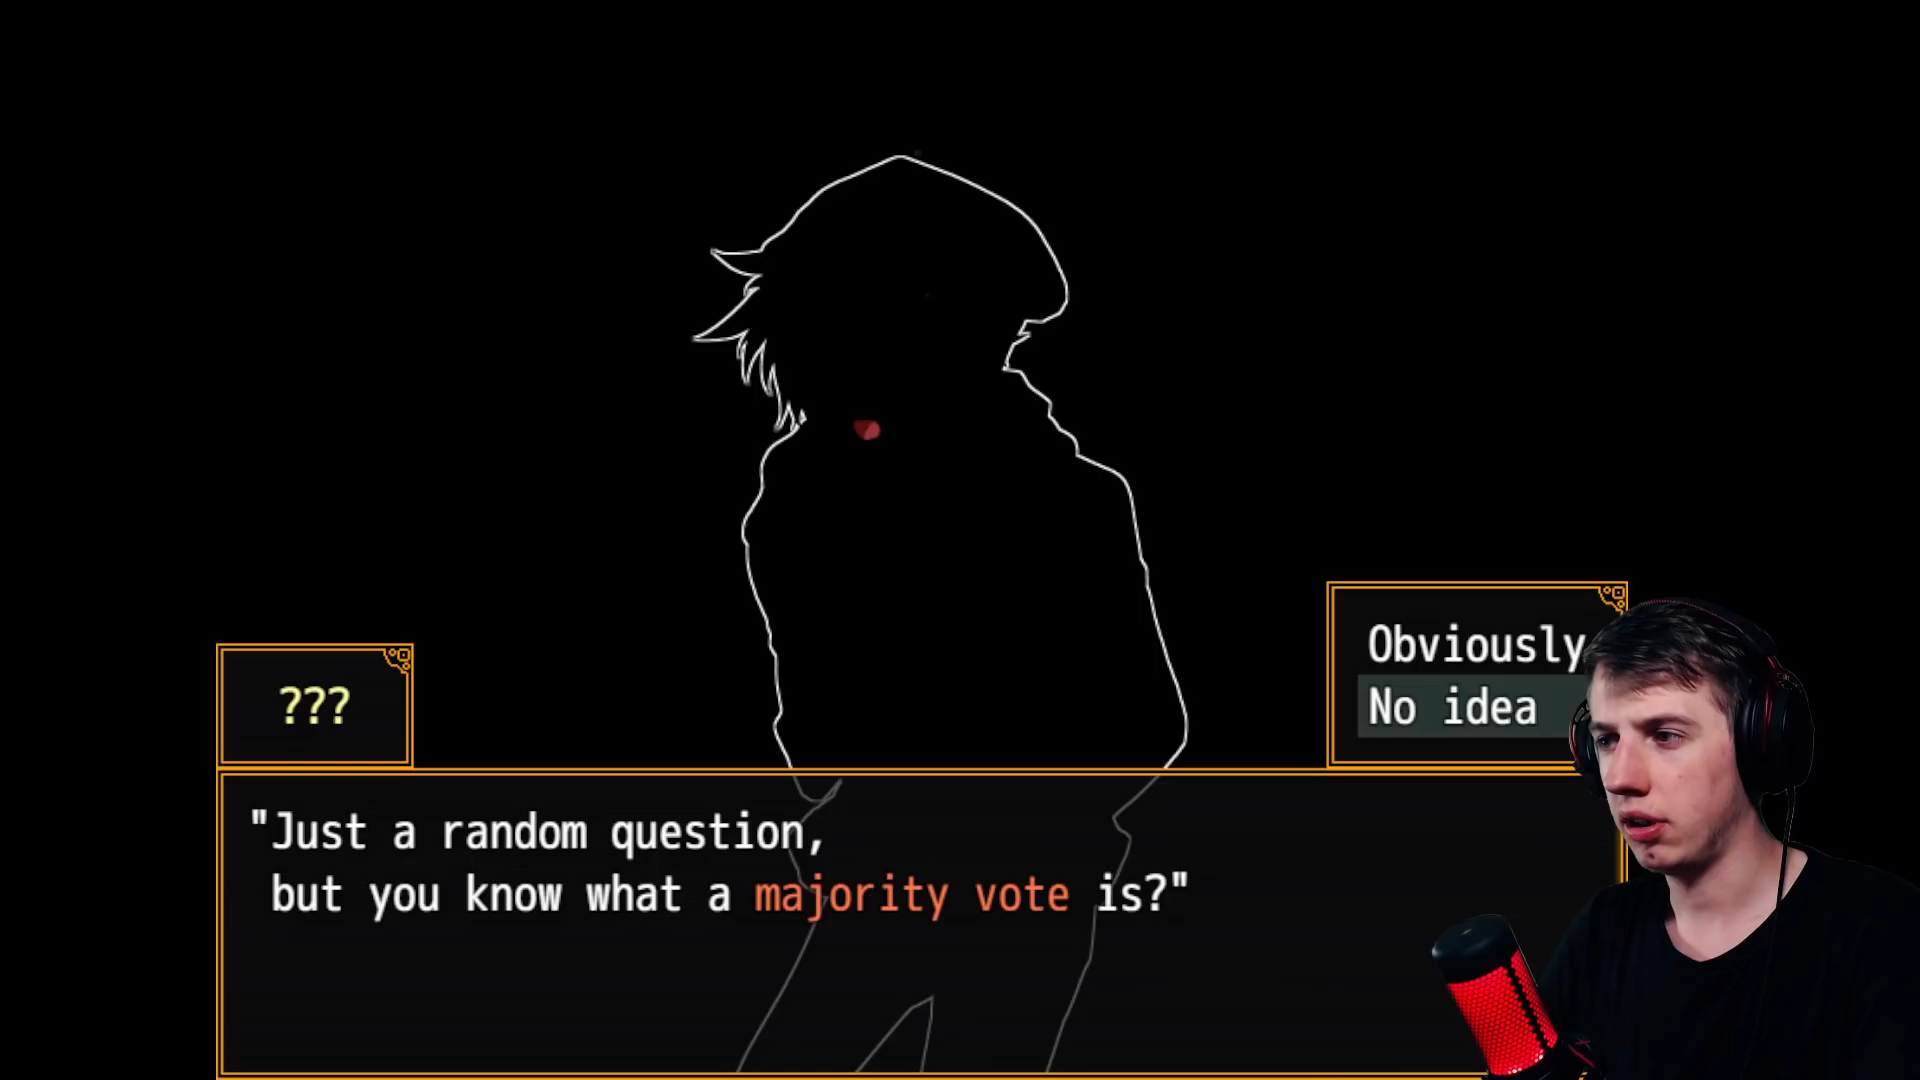 Obviously
No idea
???
"Just a random question,
but you know what a majority vote is?"